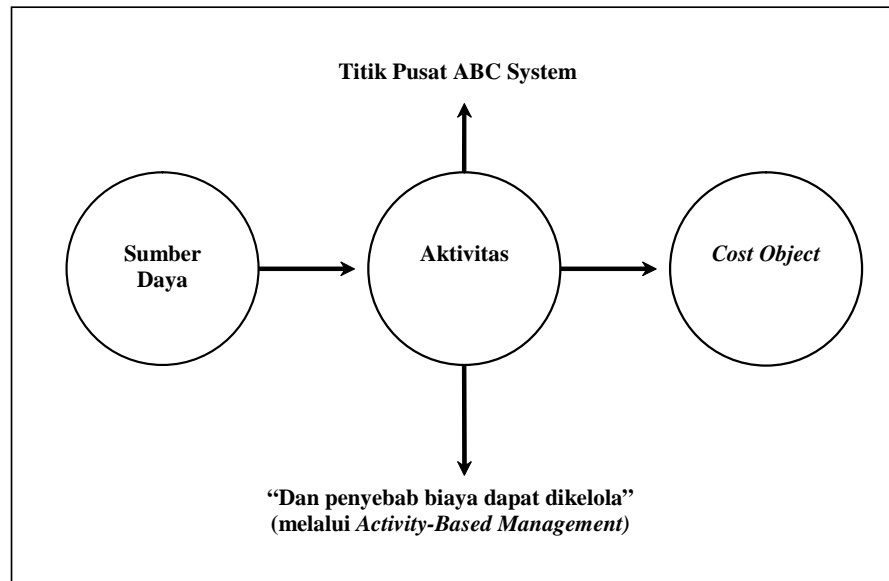 Titik Pusat ABC System
Sumber
Daya
Aktivitas
Cost Object
“Dan penyebab biaya dapat dikelola”
(melalui Activity-Based Management)